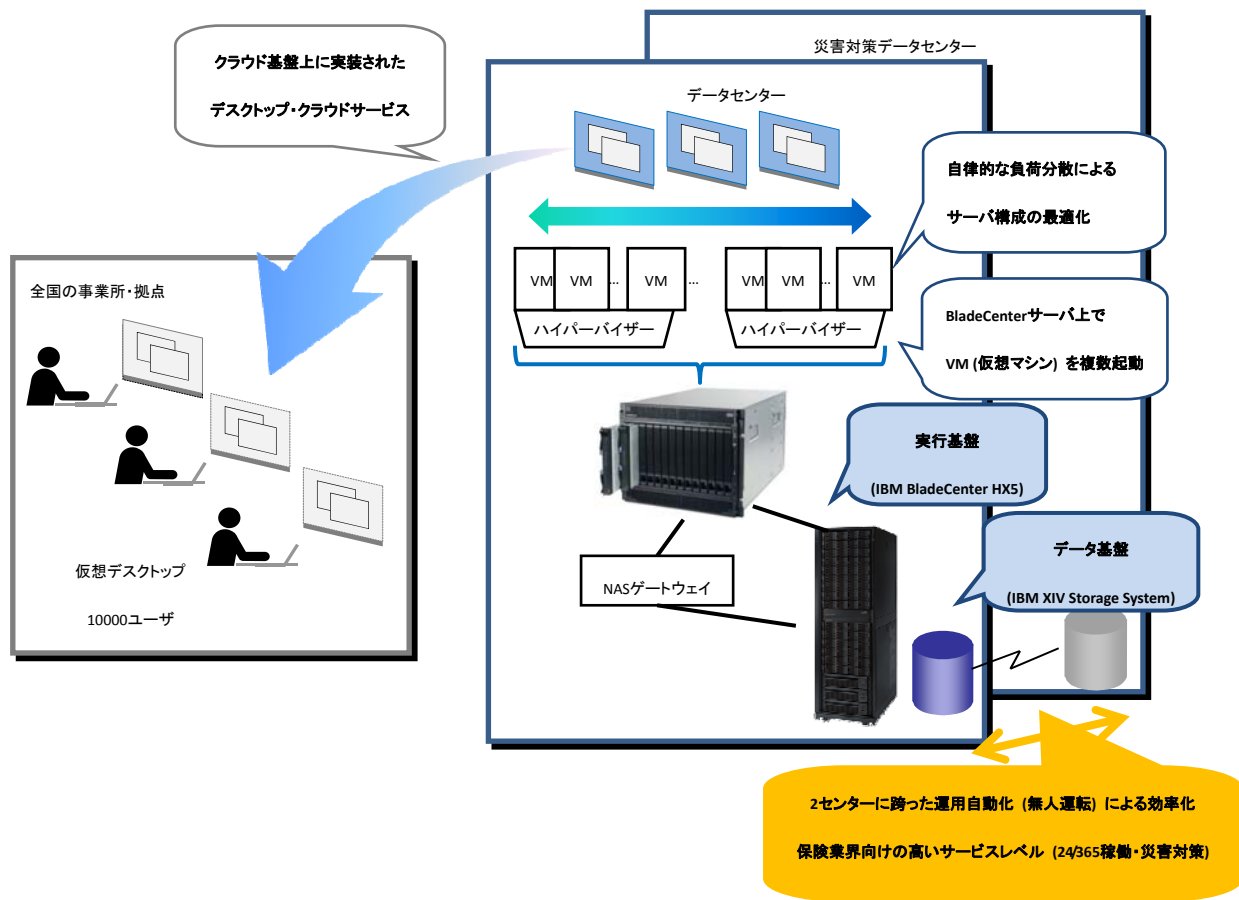 災害対策データセンター
クラウド基盤上に実装された
デスクトップ・クラウドサービス
データセンター
自律的な負荷分散による
サーバ構成の最適化
VM VM ... VM ... VM VM ... VM
ハイパーバイザー ハイパーバイザー
全国の事業所・拠点
BladeCenterサーバ上で
VM (仮想マシン) を複数起動
実行基盤
(IBM BladeCenter HX5)
データ基盤
(IBM XIV Storage System)
NASゲートウェイ
仮想デスクトップ
10000ユーザ
2センターに跨った運用自動化 (無人運転) による効率化
保険業界向けの高いサービスレベル (24/365稼働・災害対策)